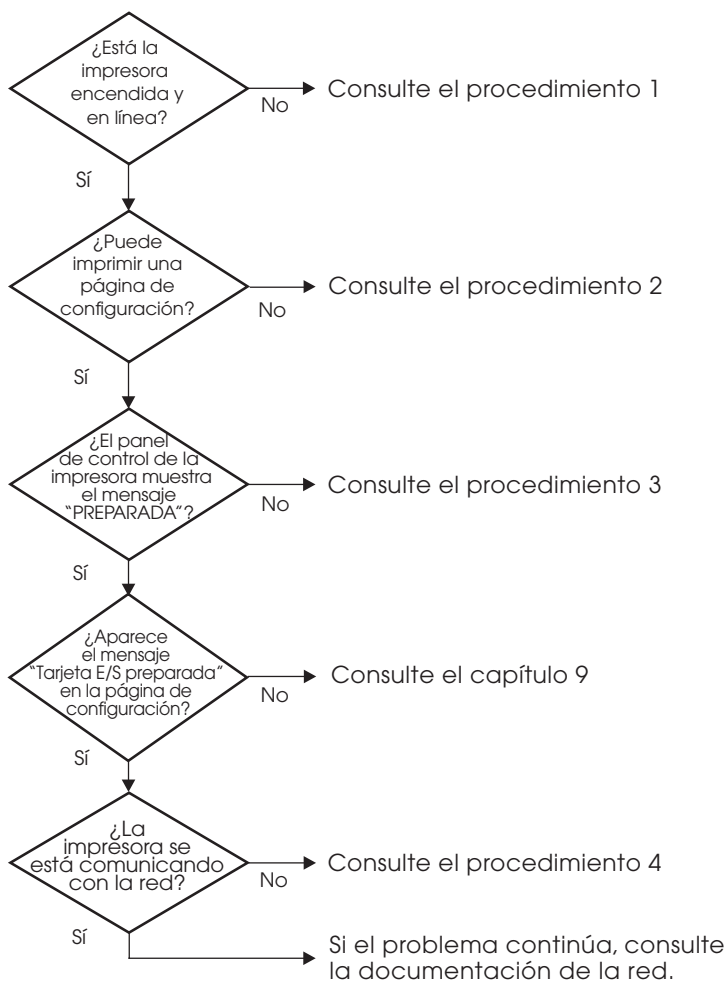 ¿Está la
impresora
encendida y
en línea?
No
Consulte el procedimiento 1
Sí
¿Puede
imprimir una
página de
configuración?
No
Consulte el procedimiento 2
Sí
¿El panel
de control de la
impresora muestra
el mensaje
"PREPARADA"?
No
Consulte el procedimiento 3
Sí
¿Aparece
el mensaje
"Tarjeta E/S preparada"
en la página de
configuración?
No
Consulte el capítulo 9
Sí
¿La
impresora se
está comunicando
con la red?
No
Consulte el procedimiento 4
Sí
Si el problema continúa, consulte
la documentación de la red.